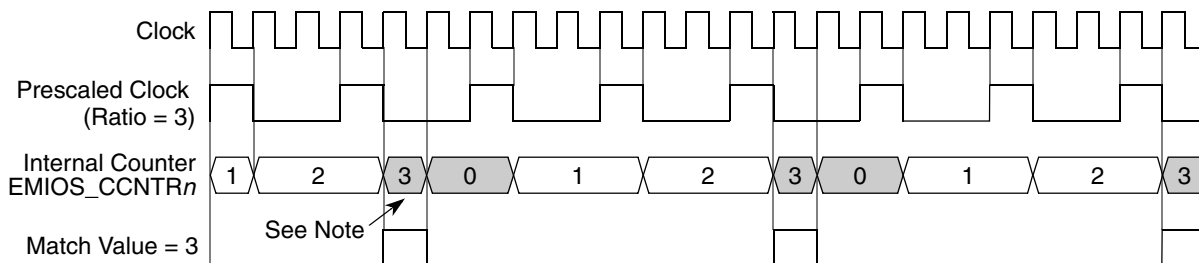 Clock
Prescaled Clock
(Ratio = 3)
Internal Counter
EMIOS_CCNTRn
1 2 3 0 1 2 3 0 1 2 3
See Note
Match Value = 3